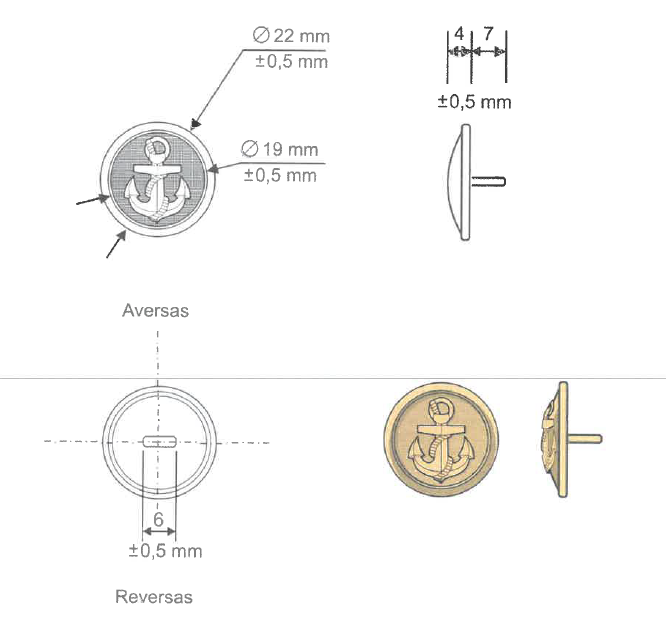 ∅ 22 mm
±0,5 mm
4 7
±0,5 mm
∅ 19 mm
±0,5 mm
Aversas
6
±0,5 mm
Reversas